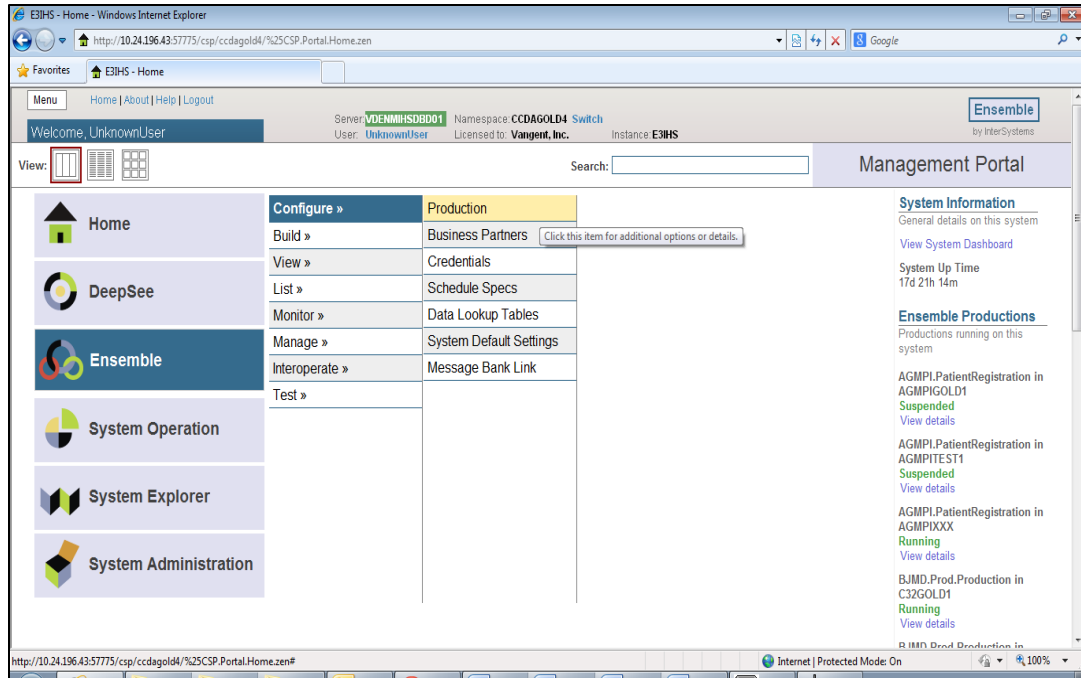 E3IHS - Home - Windows Internet Explorer
http://10.24.196.43:57775/csp/ccdagold4/%25CSP.Portal.Home.zen
Google
Favorites
E3IHS - Home
Menu
Home | About | Help | Logout
Server: VDENMIHSDBD01 Namespace: CCDAGOLD4 Switch
User: UnknownUser Licensed to: Vangent, Inc. Instance: E3IHS
Ensemble
by InterSystems
Welcome, UnknownUser
View:
Search:
Management Portal
Home
DeepSee
Ensemble
System Operation
System Explorer
System Administration
Configure »
Build »
View »
List »
Monitor »
Manage »
Interoperate »
Test »
Production
Business Partners
Click this item for additional options or details.
Credentials
Schedule Specs
Data Lookup Tables
System Default Settings
Message Bank Link
System Information
General details on this system
View System Dashboard
System Up Time
17d 21h 14m
Ensemble Productions
Productions running on this
system
AGMPI.PatientRegistration in
AGMPIGOLD1
Suspended
View details
AGMPI.PatientRegistration in
AGMPITEST1
Suspended
View details
AGMPI.PatientRegistration in
AGMPIXXX
Running
View details
BJMD.Prod.Production in
C32GOLD1
Running
View details
BJMD.Prod.Production in
http://10.24.196.43:57775/csp/ccdagold4/%25CSP.Portal.Home.zen#
Internet | Protected Mode: On
100%